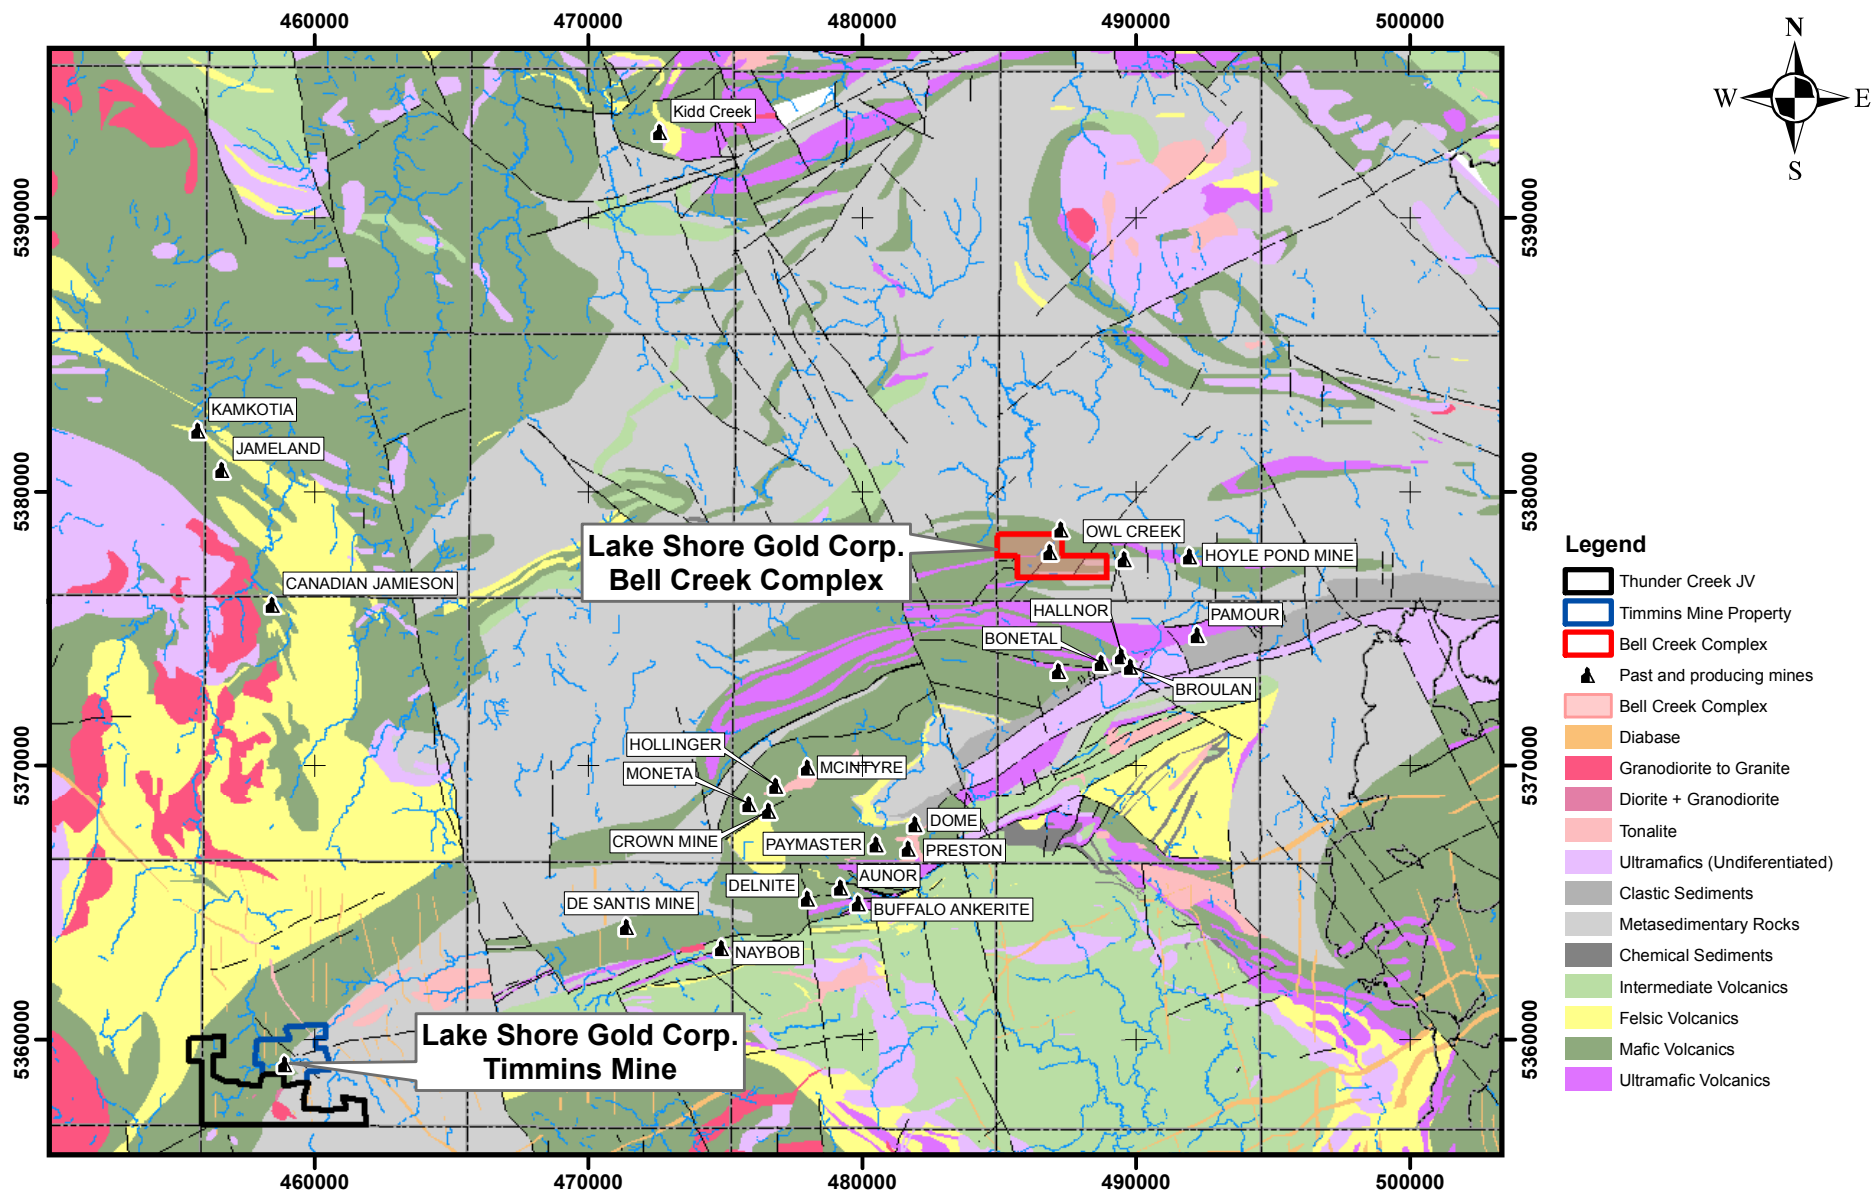 460000
470000
480000
490000
500000
N
W
E
S
Kidd Creek
5390000
5390000
KAMKOTIA
JAMELAND
5380000
5380000
Lake Shore Gold Corp.
Bell Creek Complex
OWL CREEK
HOYLE POND MINE
CANADIAN JAMIESON
HALLNOR
PAMOUR
BONETAL
BROULAN
HOLLINGER
MONETA
MCINTYRE
5370000
5370000
CROWN MINE
DOME
PAYMASTER
PRESTON
AUNOR
DELNITE
DE SANTIS MINE
BUFFALO ANKERITE
NAYBOB
5360000
5360000
Lake Shore Gold Corp.
Timmins Mine
460000
470000
480000
490000
500000
Legend
Thunder Creek JV
Timmins Mine Property
Bell Creek Complex
Past and producing mines
Bell Creek Complex
Diabase
Granodiorite to Granite
Diorite + Granodiorite
Tonalite
Ultramafics (Undiferentiated)
Clastic Sediments
Metasedimentary Rocks
Chemical Sediments
Intermediate Volcanics
Felsic Volcanics
Mafic Volcanics
Ultramafic Volcanics